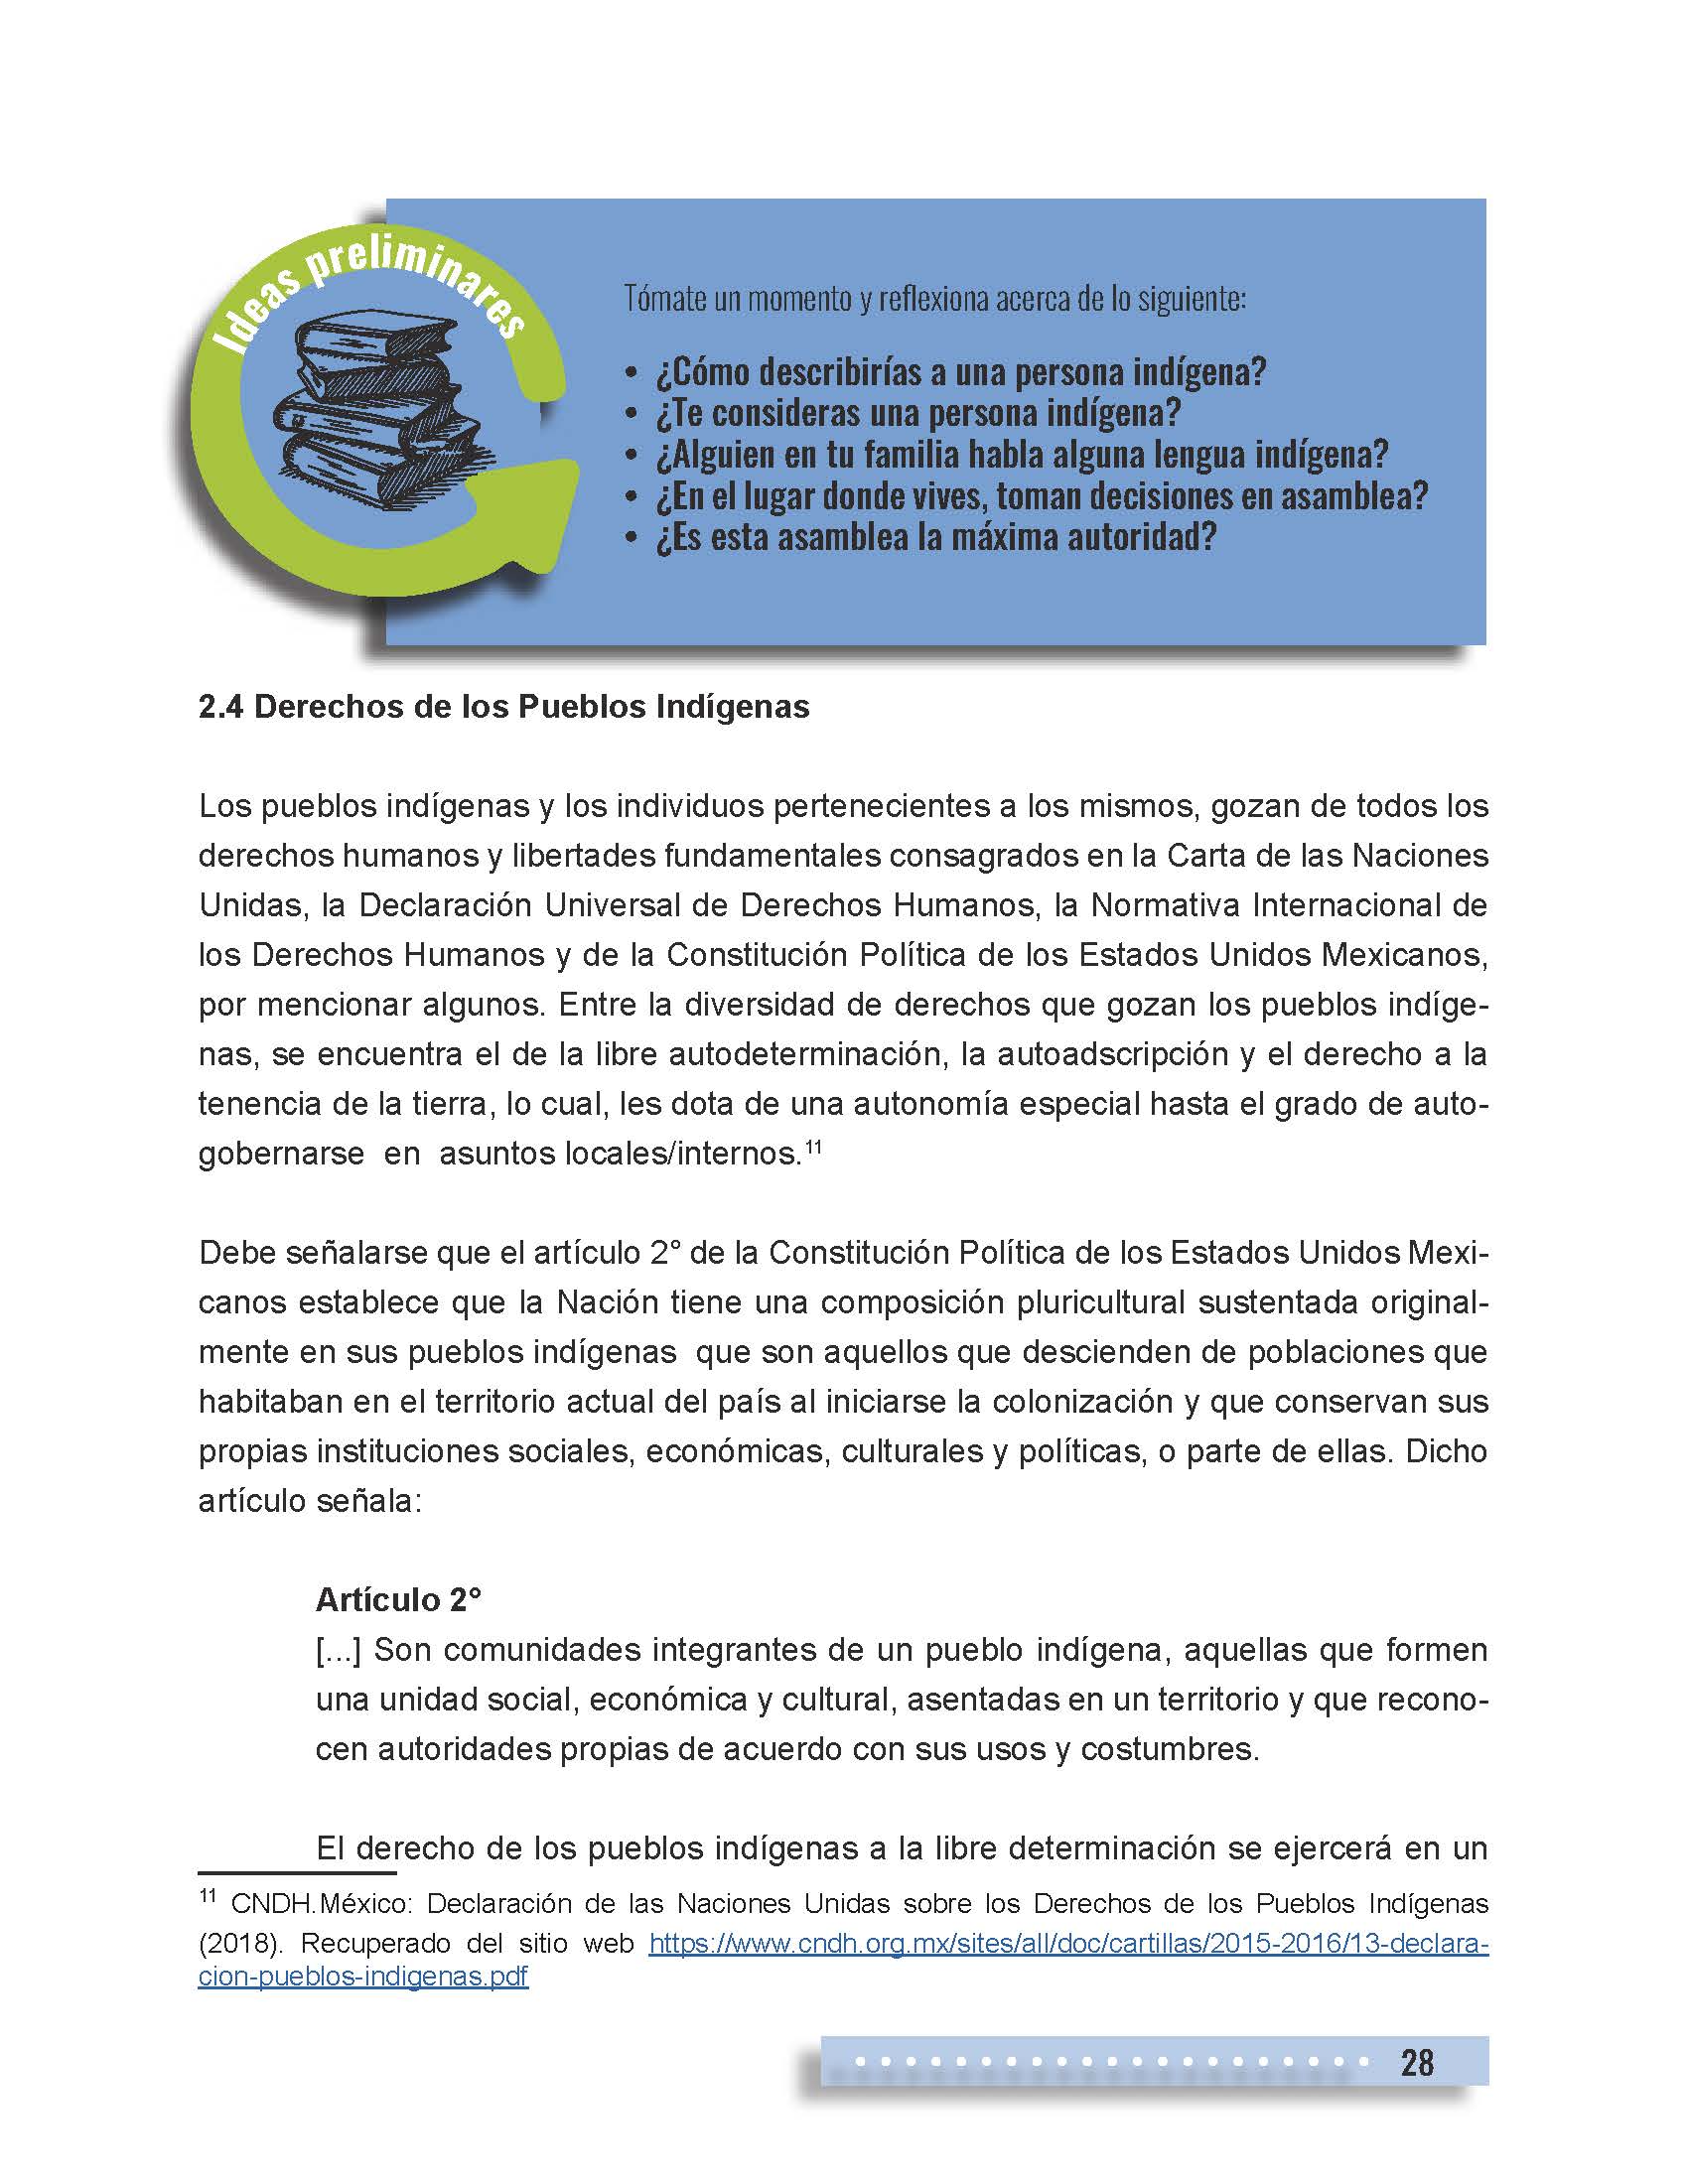 Ideas preliminares
Tómate un momento y reflexiona acerca de lo siguiente:
• ¿Cómo describirías a una persona indígena?
• ¿Te consideras una persona indígena?
• ¿Alguien en tu familia habla alguna lengua indígena?
• ¿En el lugar donde vives, toman decisiones en asamblea?
• ¿Es esta asamblea la máxima autoridad?
2.4 Derechos de los Pueblos Indígenas
Los pueblos indígenas y los individuos pertenecientes a los mismos, gozan de todos los
derechos humanos y libertades fundamentales consagrados en la Carta de las Naciones
Unidas, la Declaración Universal de Derechos Humanos, la Normativa Internacional de
los Derechos Humanos y de la Constitución Política de los Estados Unidos Mexicanos,
por mencionar algunos. Entre la diversidad de derechos que gozan los pueblos indíge-
nas, se encuentra el de la libre autodeterminación, la autoadscripción y el derecho a la
tenencia de la tierra, lo cual, les dota de una autonomía especial hasta el grado de auto-
gobernarse en asuntos locales/internos.¹¹
Debe señalarse que el artículo 2° de la Constitución Política de los Estados Unidos Mexi-
canos establece que la Nación tiene una composición pluricultural sustentada original-
mente en sus pueblos indígenas que son aquellos que descienden de poblaciones que
habitaban en el territorio actual del país al iniciarse la colonización y que conservan sus
propias instituciones sociales, económicas, culturales y políticas, o parte de ellas. Dicho
artículo señala:
Artículo 2°
[...] Son comunidades integrantes de un pueblo indígena, aquellas que formen
una unidad social, económica y cultural, asentadas en un territorio y que recono-
cen autoridades propias de acuerdo con sus usos y costumbres.
El derecho de los pueblos indígenas a la libre determinación se ejercerá en un
¹¹ CNDH.México: Declaración de las Naciones Unidas sobre los Derechos de los Pueblos Indígenas
(2018). Recuperado del sitio web https://www.cndh.org.mx/sites/all/doc/cartillas/2015-2016/13-declara-
cion-pueblos-indigenas.pdf
28